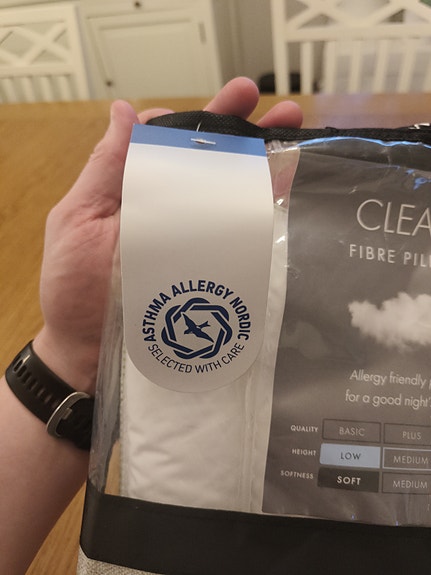 ASTHMA ALLERGY NORDIC
SELECTED WITH CARE
CLEA
FIBRE PIL
Allergy friendly
for a good night'
QUALITY BASIC PLUS
HEIGHT LOW MEDIUM
SOFTNESS SOFT MEDIUM